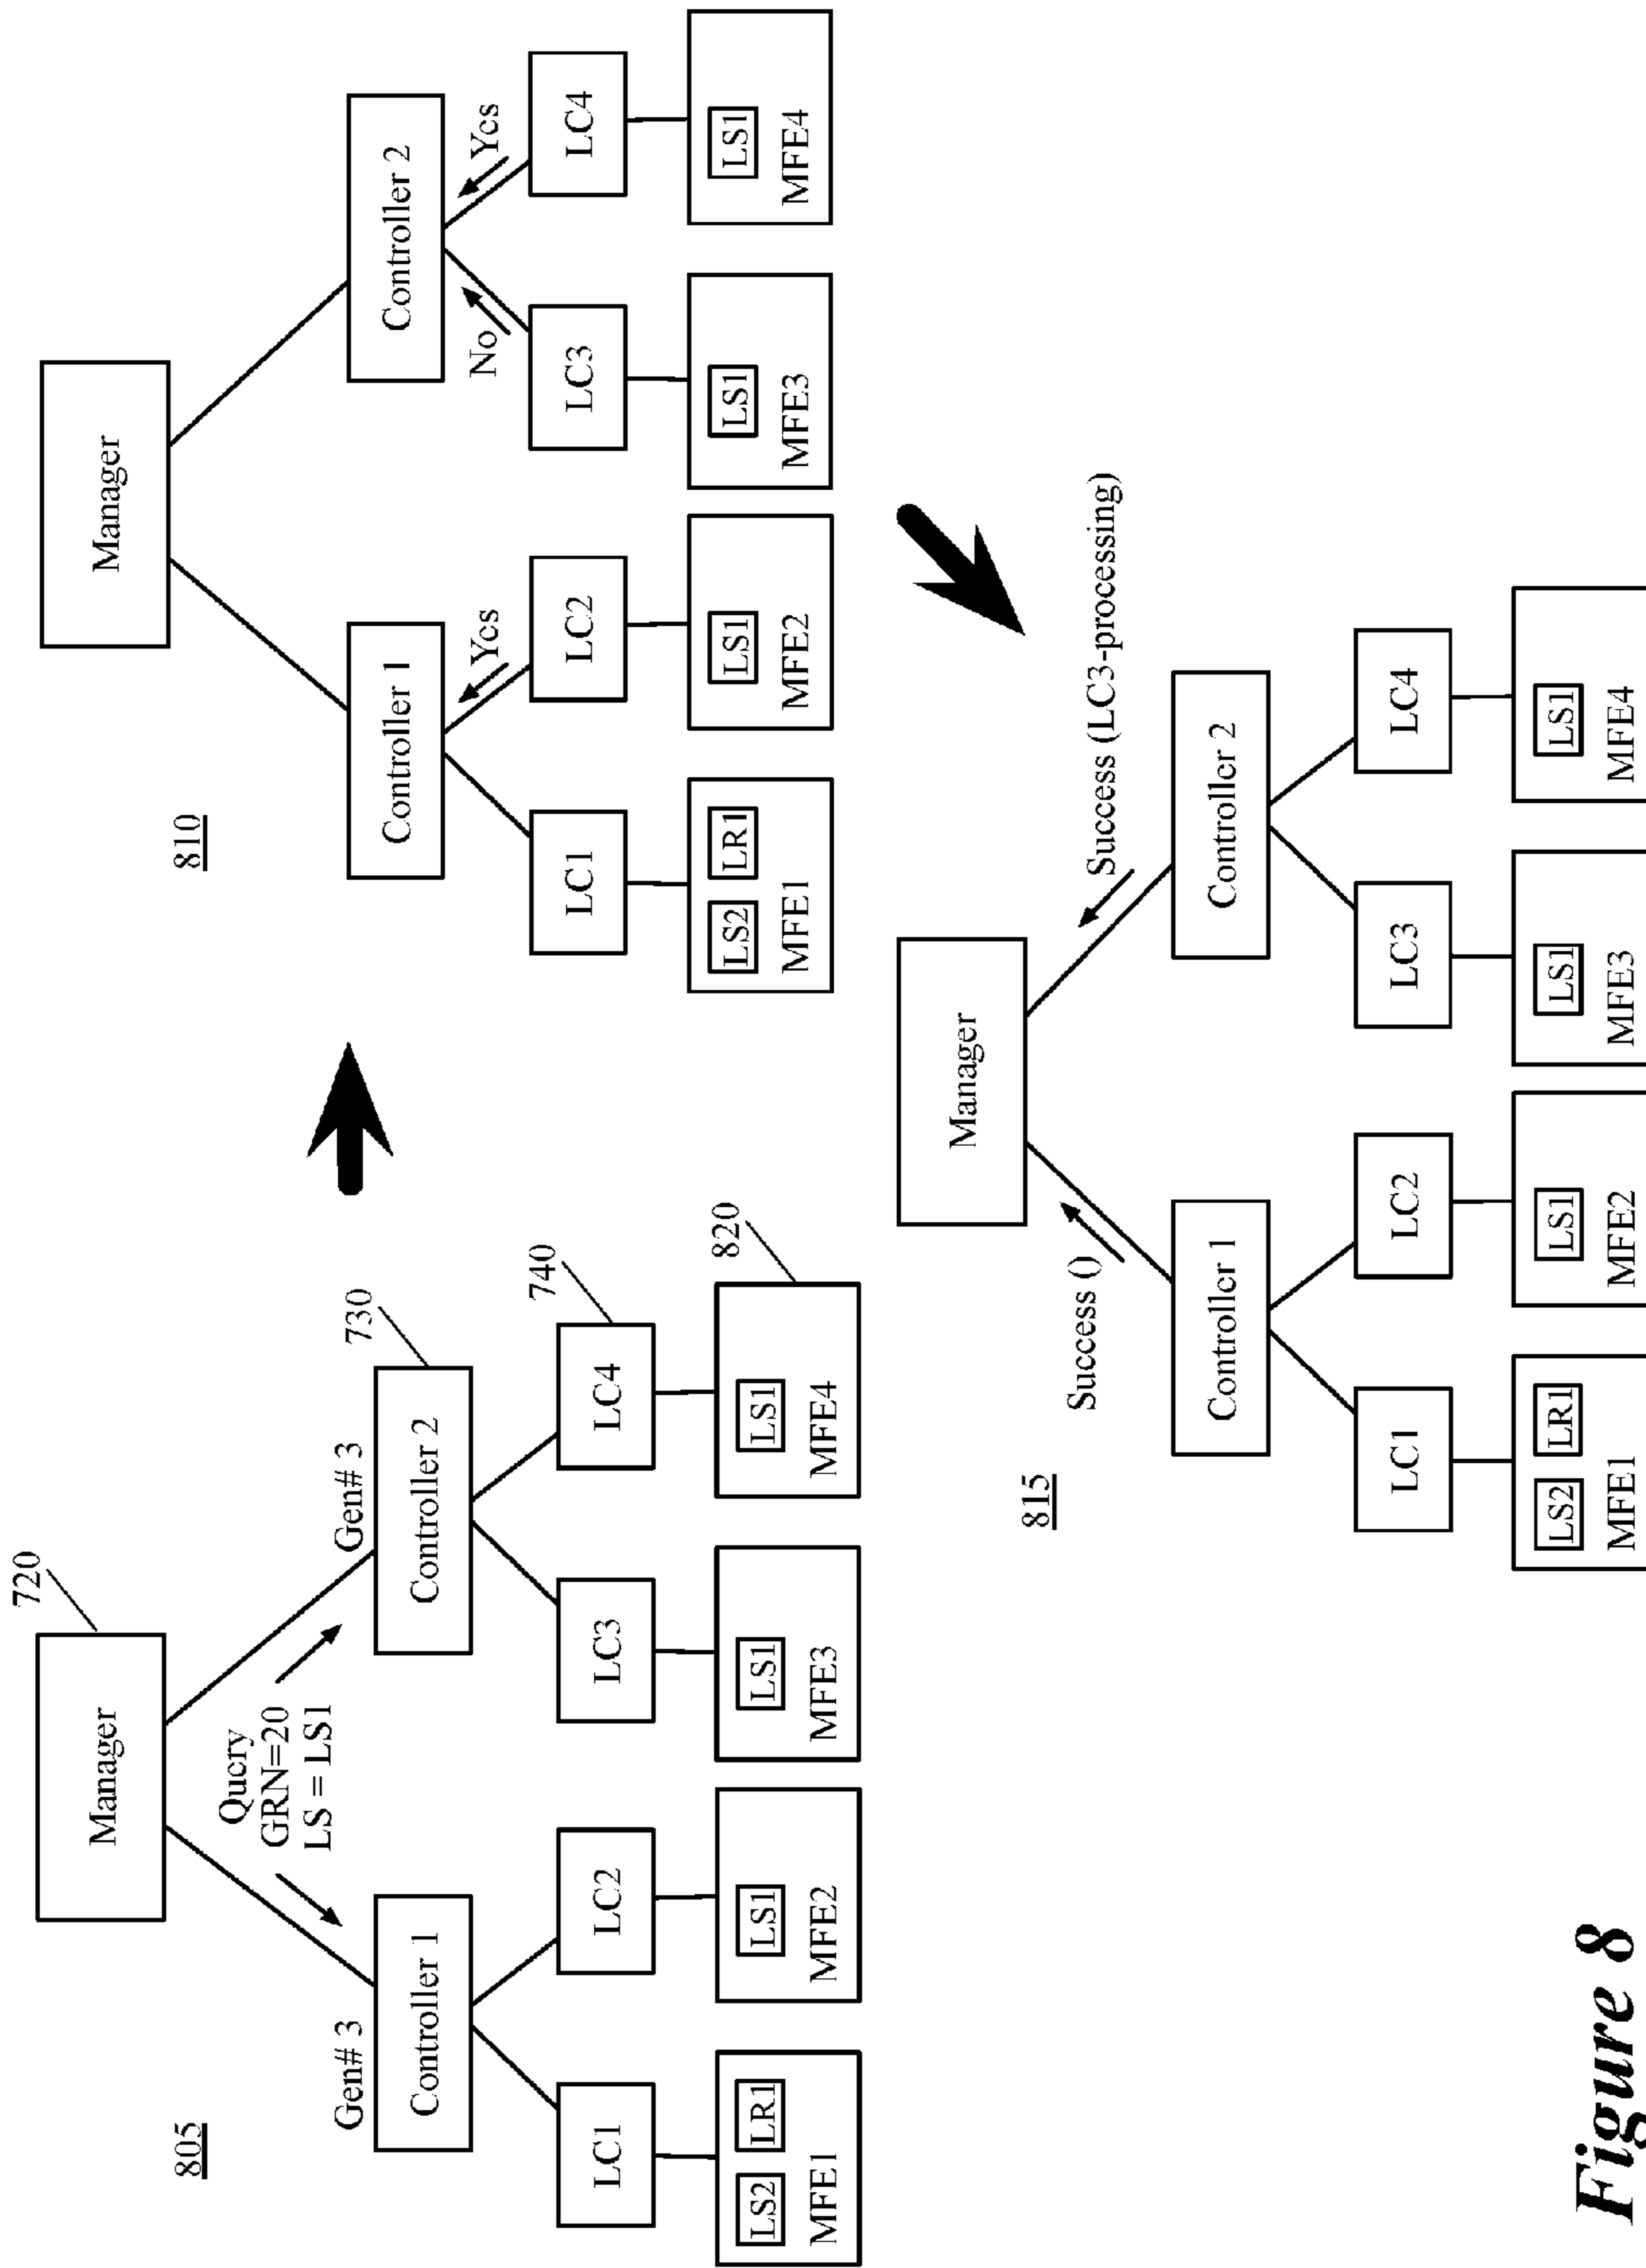 805
720
Manager
Query
GRN=20
LS = LS1
Gen# 3
Gen# 3
730
Controller 1
Controller 2
740
LC1
LC2
LC3
LC4
820
LS2
LR1
LS1
LS1
LS1
MFE1
MFE2
MFE3
MFE4
810
Manager
Controller 1
Controller 2
Yes
No
Yes
LC1
LC2
LC3
LC4
LS2
LR1
LS1
LS1
LS1
MFE1
MFE2
MFE3
MFE4
815
Manager
Success ()
Success (LC3-processing)
Controller 1
Controller 2
LC1
LC2
LC3
LC4
LS2
LR1
LS1
LS1
LS1
MFE1
MFE2
MFE3
MFE4
Figure 8